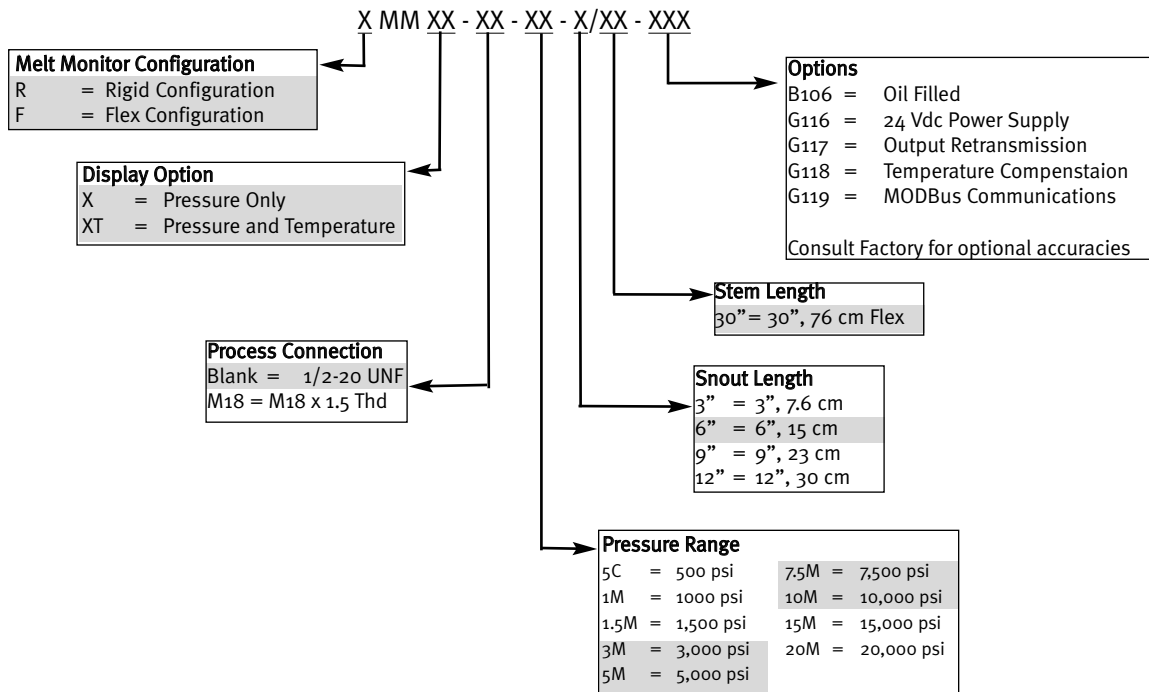 X MM XX - XX - XX - X/XX - XXX
Melt Monitor Configuration
R = Rigid Configuration
F = Flex Configuration
Display Option
X = Pressure Only
XT = Pressure and Temperature
Options
B106 = Oil Filled
G116 = 24 Vdc Power Supply
G117 = Output Retransmission
G118 = Temperature Compenstaion
G119 = MODBus Communications
Consult Factory for optional accuracies
Stem Length
30”= 30”, 76 cm Flex
Process Connection
Blank = 1/2-20 UNF
M18 = M18 x 1.5 Thd
Snout Length
3” = 3”, 7.6 cm
6” = 6”, 15 cm
9” = 9”, 23 cm
12” = 12”, 30 cm
Pressure Range
5C = 500 psi
1M = 1000 psi
1.5M = 1,500 psi
3M = 3,000 psi
5M = 5,000 psi
7.5M = 7,500 psi
10M = 10,000 psi
15M = 15,000 psi
20M = 20,000 psi